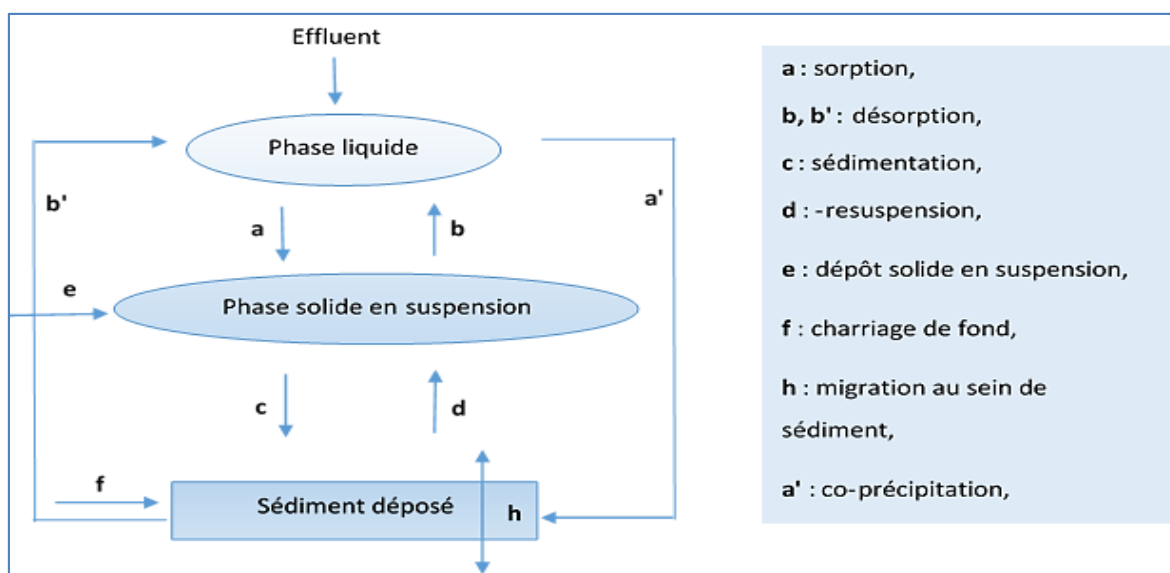 Effluent
Phase liquide
b'
a'
a
b
e
Phase solide en suspension
c
d
f
Sédiment déposé
h
a : sorption,
b, b' : désorption,
c : sédimentation,
d : -resuspension,
e : dépôt solide en suspension,
f : charriage de fond,
h : migration au sein de
sédiment,
a' : co-précipitation,